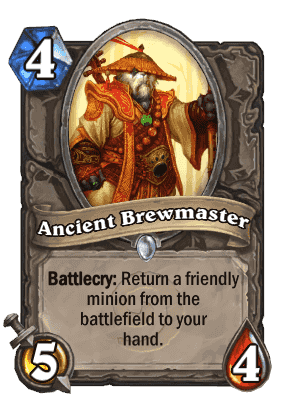 4
Ancient Brewmaster
Battlecry: Return a friendly
minion from the
battlefield to your
hand.
5
4